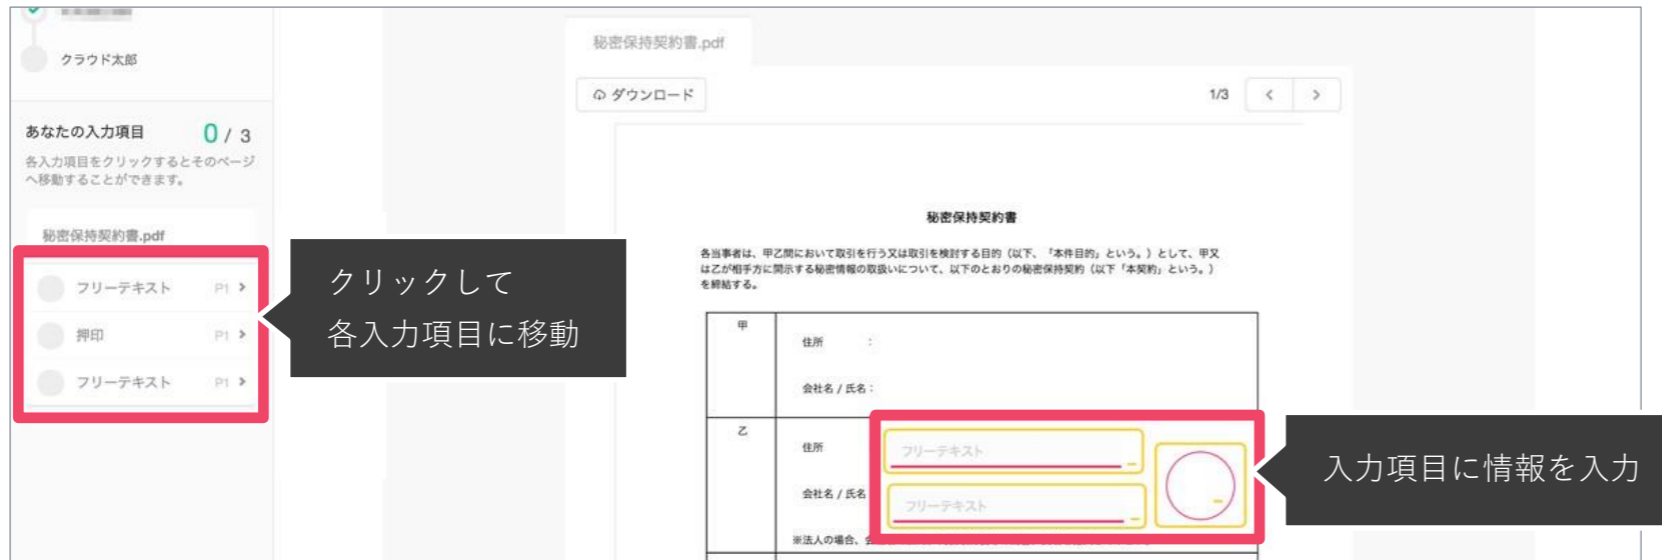 クラウド太郎
あなたの入力項目 0 / 3
各入力項目をクリックするとそのページ
へ移動することができます。
秘密保持契約書.pdf
フリーテキスト P1 >
押印 P1 >
フリーテキスト P1 >
クリックして
各入力項目に移動
秘密保持契約書.pdf
ダウンロード
1/3 < >
秘密保持契約書
各当事者は、甲乙間において取引を行う又は取引を検討する目的（以下、「本件目的」という。）として、甲又
は乙が相手方に開示する秘密情報の取扱いについて、以下のとおりの秘密保持契約（以下「本契約」という。）
を締結する。
甲
住所 :
会社名 / 氏名 :
乙
住所
フリーテキスト
会社名 / 氏名
フリーテキスト
※法人の場合、
入力項目に情報を入力